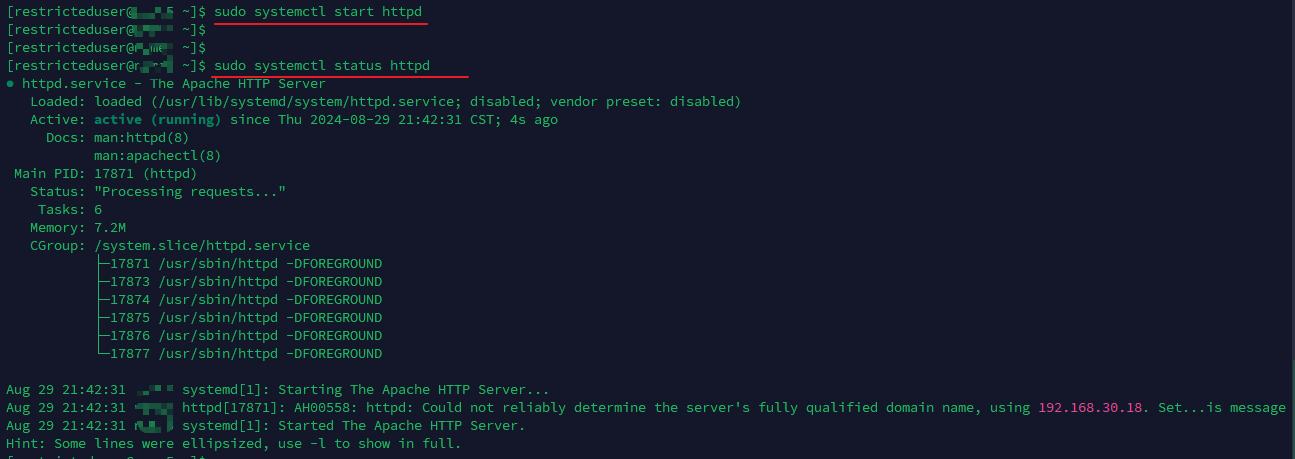 [restricteduser@ ~]$ sudo systemctl start httpd
[restricteduser@ ~]$
[restricteduser@ ~]$
[restricteduser@ ~]$ sudo systemctl status httpd
● httpd.service - The Apache HTTP Server
Loaded: loaded (/usr/lib/systemd/system/httpd.service; disabled; vendor preset: disabled)
Active: active (running) since Thu 2024-08-29 21:42:31 CST; 4s ago
Docs: man:httpd(8)
man:apachectl(8)
Main PID: 17871 (httpd)
Status: "Processing requests..."
Tasks: 6
Memory: 7.2M
CGroup: /system.slice/httpd.service
├─17871 /usr/sbin/httpd -DFOREGROUND
├─17873 /usr/sbin/httpd -DFOREGROUND
├─17874 /usr/sbin/httpd -DFOREGROUND
├─17875 /usr/sbin/httpd -DFOREGROUND
├─17876 /usr/sbin/httpd -DFOREGROUND
└─17877 /usr/sbin/httpd -DFOREGROUND
Aug 29 21:42:31 systemd[1]: Starting The Apache HTTP Server...
Aug 29 21:42:31 httpd[17871]: AH00558: httpd: Could not reliably determine the server's fully qualified domain name, using 192.168.30.18. Set...is message
Aug 29 21:42:31 systemd[1]: Started The Apache HTTP Server.
Hint: Some lines were ellipsized, use -l to show in full.